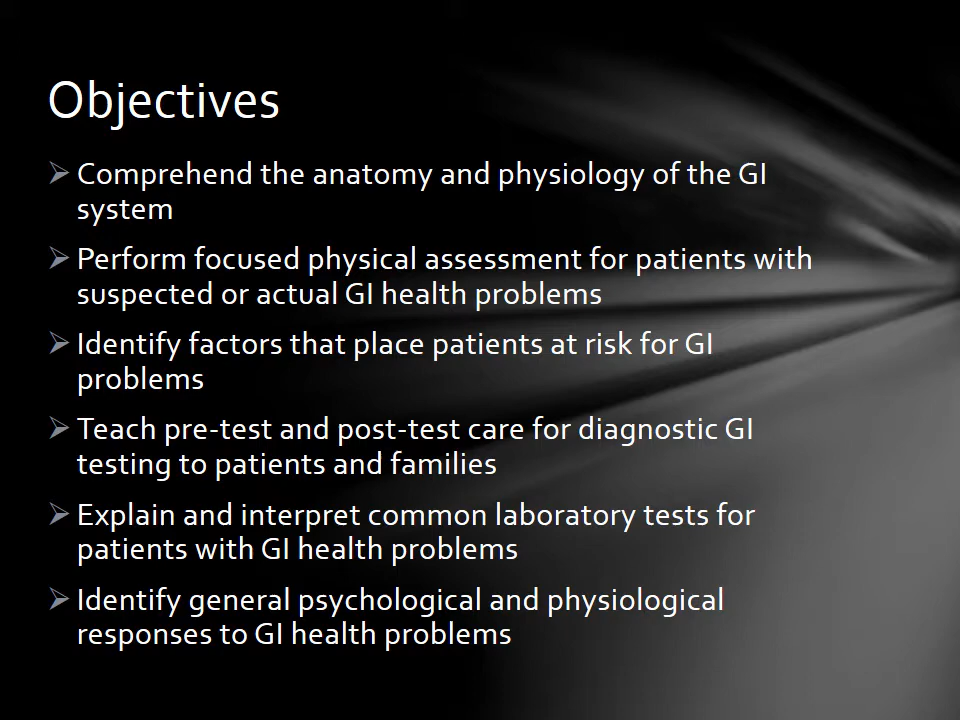 Objectives
Comprehend the anatomy and physiology of the GI
system
Perform focused physical assessment for patients with
suspected or actual GI health problems
Identify factors that place patients at risk for GI
problems
Teach pre-test and post-test care for diagnostic GI
testing to patients and families
Explain and interpret common laboratory tests for
patients with GI health problems
Identify general psychological and physiological
responses to GI health problems